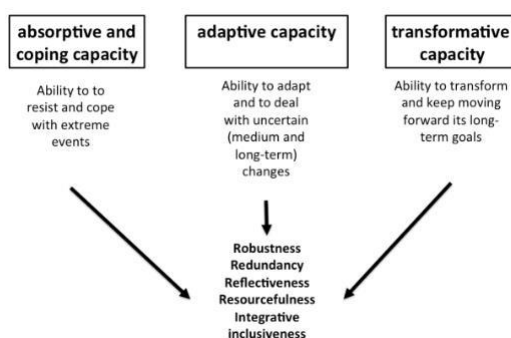 absorptive and
coping capacity
Ability to to
resist and cope
with extreme
events
adaptive capacity
Ability to adapt
and to deal
with uncertain
(medium and
long-term)
changes
transformative
capacity
Ability to transform
and keep moving
forward its long-
term goals
Robustness
Redundancy
Reflectiveness
Resourcefulness
Integrative
inclusiveness